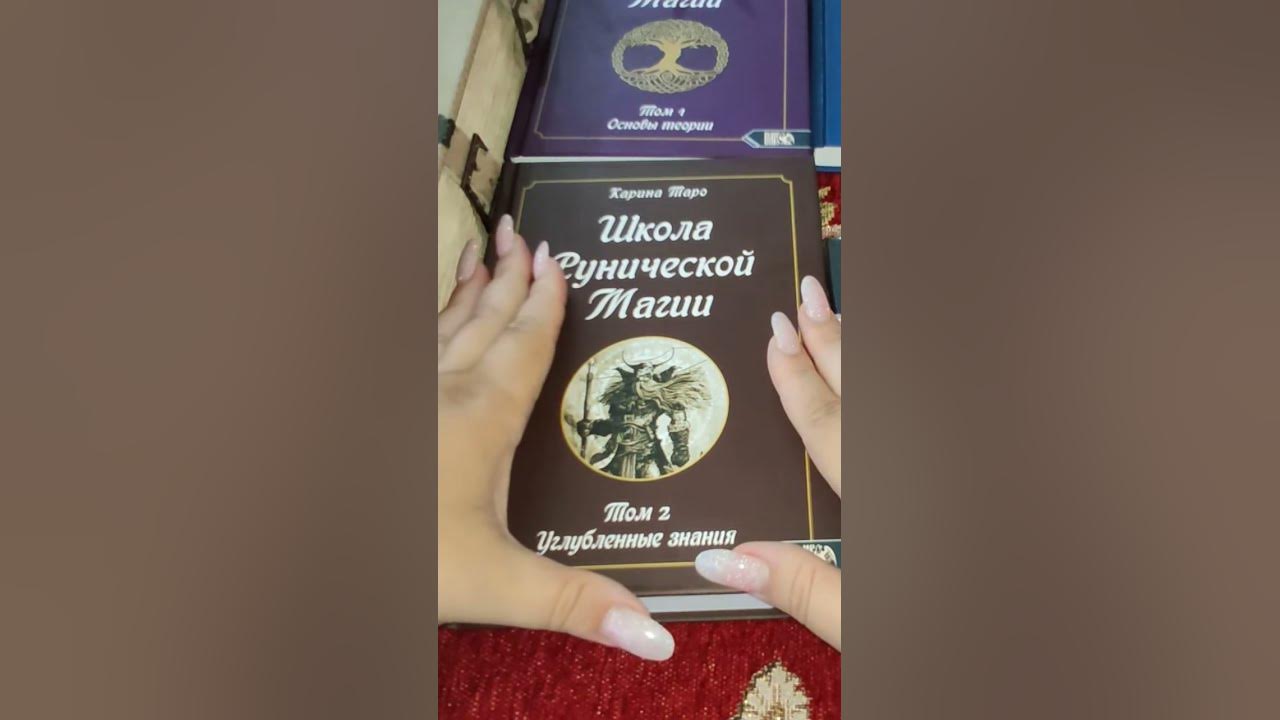 Магии
Том 1
Основы теории
Карина Таро
Школа
Рунической
Магии
Том 2
Углубленные знания